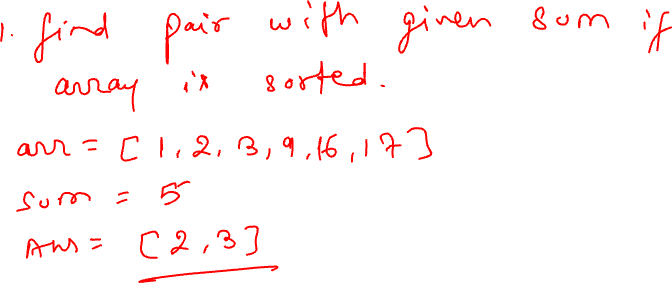 1. find pair with given sum if
array is sorted.
arr = [1, 2, 3, 9, 16, 17]
sum = 5
Ans = [2, 3]